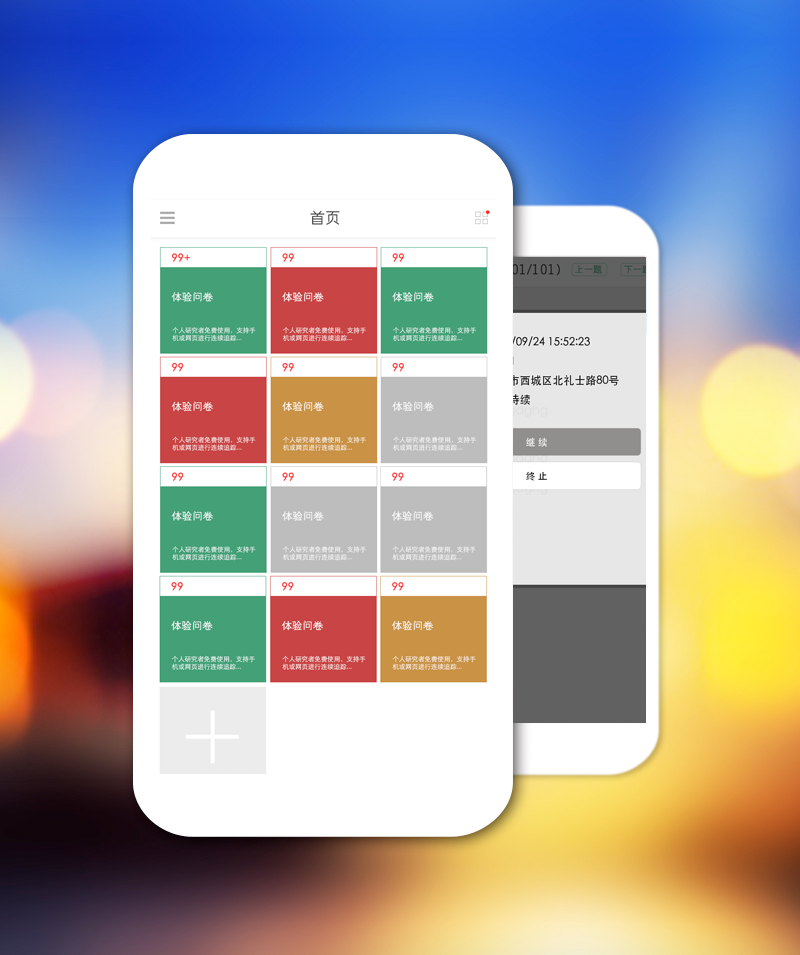 首页
99+
99
99
体验问卷
体验问卷
体验问卷
个人研究者免费使用，支持手
机或网页进行连续追踪...
个人研究者免费使用，支持手
机或网页进行连续追踪...
个人研究者免费使用，支持手
机或网页进行连续追踪...
99
99
99
体验问卷
体验问卷
体验问卷
个人研究者免费使用，支持手
机或网页进行连续追踪...
个人研究者免费使用，支持手
机或网页进行连续追踪...
个人研究者免费使用，支持手
机或网页进行连续追踪...
99
99
99
体验问卷
体验问卷
体验问卷
个人研究者免费使用，支持手
机或网页进行连续追踪...
个人研究者免费使用，支持手
机或网页进行连续追踪...
个人研究者免费使用，支持手
机或网页进行连续追踪...
99
99
99
体验问卷
体验问卷
体验问卷
个人研究者免费使用，支持手
机或网页进行连续追踪...
个人研究者免费使用，支持手
机或网页进行连续追踪...
个人研究者免费使用，支持手
机或网页进行连续追踪...
01/101) 上一题 下一
/09/24 15:52:23
市西城区北礼士路80号
持续
继 续
终 止